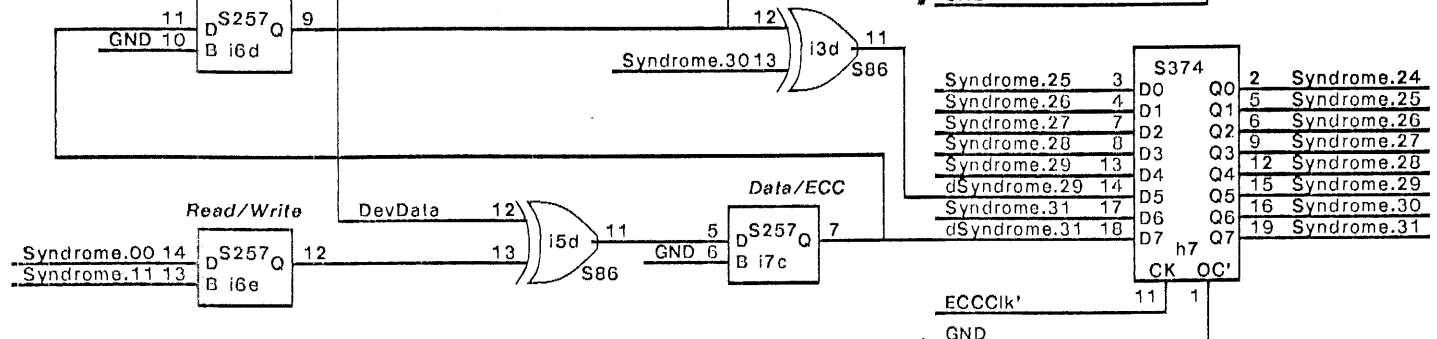 11 D S257 Q 9
GND 10 B i6d
12 i3d 11
Syndrome.30 13 S86
S374
Syndrome.25 3 D0 Q0 2 Syndrome.24
Syndrome.26 4 D1 Q1 5 Syndrome.25
Syndrome.27 7 D2 Q2 6 Syndrome.26
Syndrome.28 8 D3 Q3 9 Syndrome.27
Syndrome.29 13 D4 Q4 12 Syndrome.28
dSyndrome.29 14 D5 Q5 15 Syndrome.29
Syndrome.31 17 D6 Q6 16 Syndrome.30
dSyndrome.31 18 D7 Q7 19 Syndrome.31
h7
CK OC'
11 1
ECCClk'
GND
Data/ECC
Read/Write
DevData 12
i5d 11
13 S86
5 D S257 Q 7
GND 6 B i7c
Syndrome.00 14 D S257 Q 12
Syndrome.11 13 B i6e